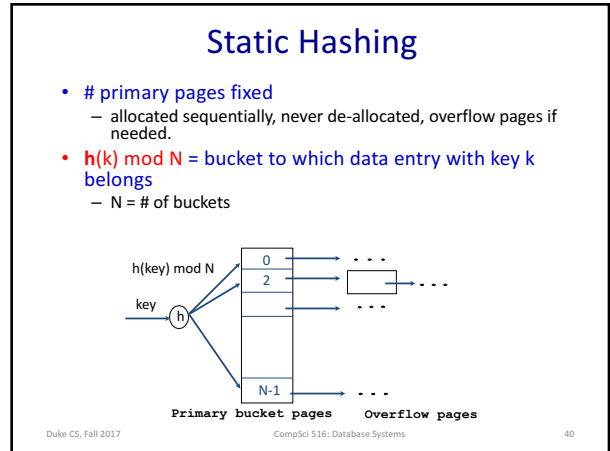 Static Hashing
• # primary pages fixed
– allocated sequentially, never de-allocated, overflow pages if
needed.
• h(k) mod N = bucket to which data entry with key k
belongs
– N = # of buckets
h(key) mod N
key
h
0
2
N-1
. . .
. . .
. . .
. . .
Primary bucket pages
Overflow pages
Duke CS, Fall 2017
CompSci 516: Database Systems
40